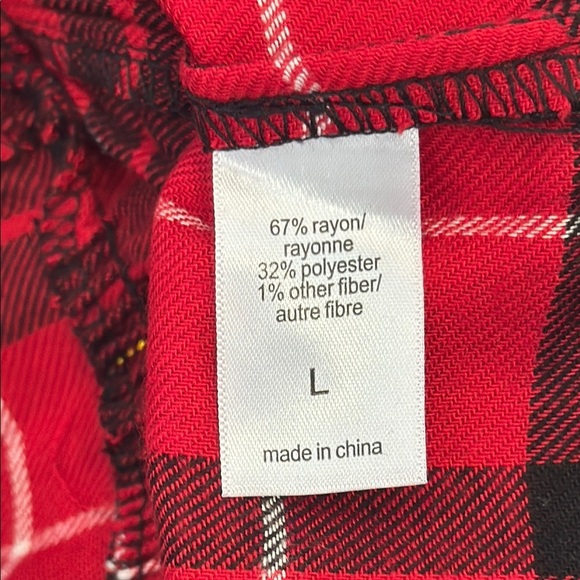 67% rayon/
rayonne
32% polyester
1% other fiber/
autre fibre
L
made in china